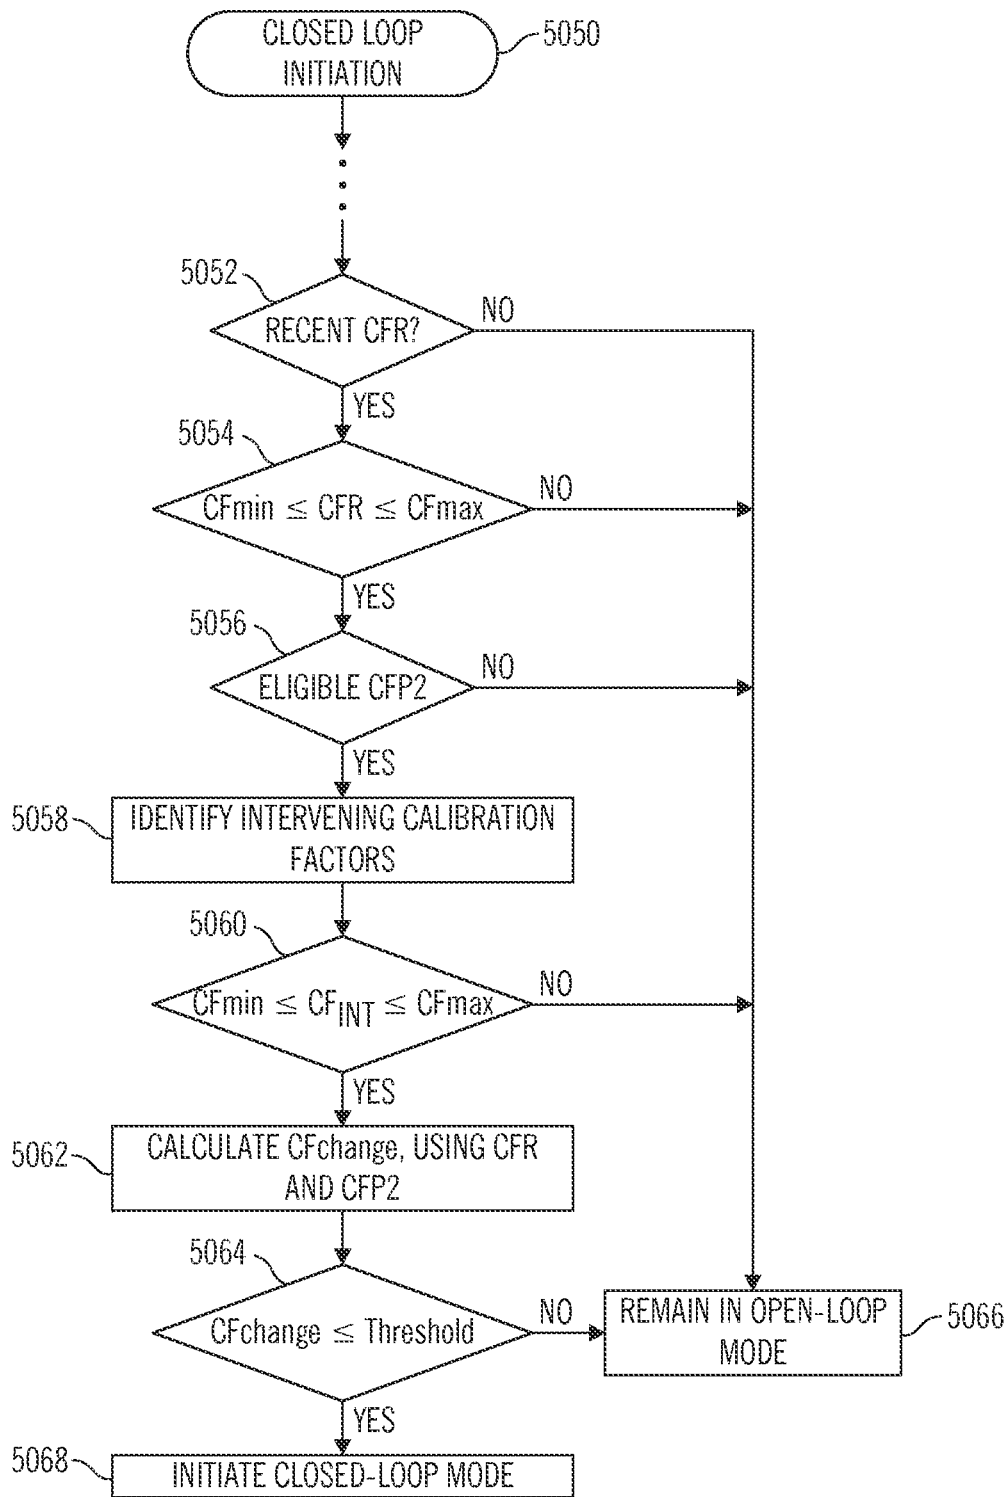 CLOSED LOOP
INITIATION
5050
5052
RECENT CFR?
NO
YES
5054
CFmin ≤ CFR ≤ CFmax
NO
YES
5056
ELIGIBLE CFP2
NO
YES
5058
IDENTIFY INTERVENING CALIBRATION
FACTORS
5060
CFmin ≤ CFINT ≤ CFmax
NO
YES
5062
CALCULATE CFchange, USING CFR
AND CFP2
5064
CFchange ≤ Threshold
NO
REMAIN IN OPEN-LOOP
MODE
5066
YES
5068
INITIATE CLOSED-LOOP MODE